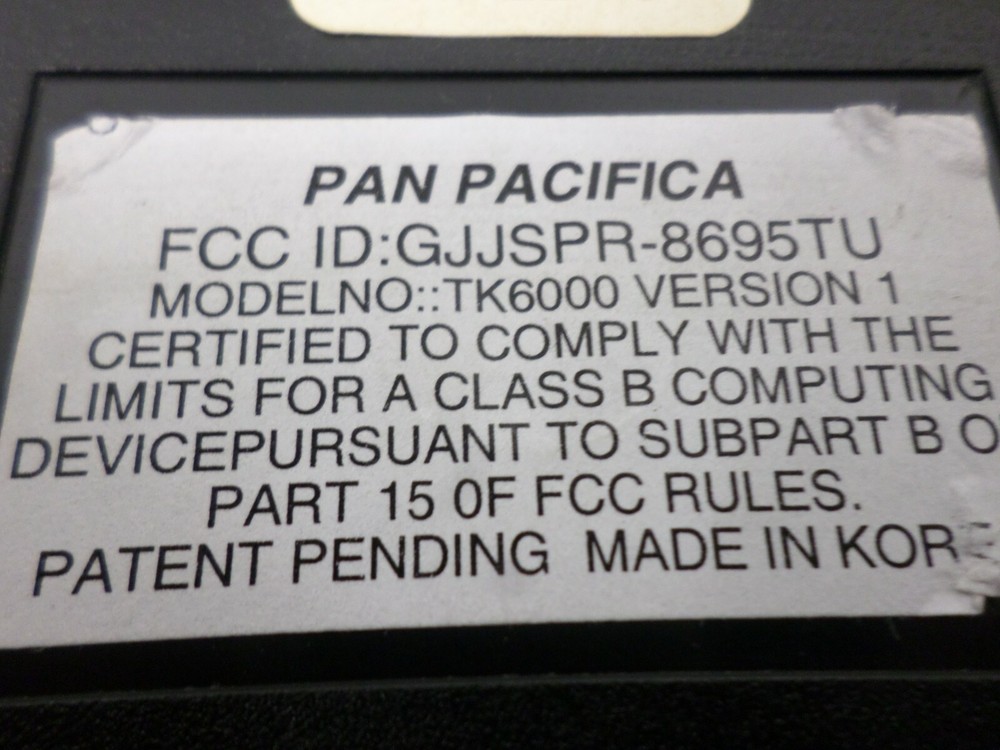 PAN PACIFICA
FCC ID:GJJSPR-8695TU
MODELNO::TK6000 VERSION 1
CERTIFIED TO COMPLY WITH THE
LIMITS FOR A CLASS B COMPUTING
DEVICEPURSUANT TO SUBPART B O
PART 15 0F FCC RULES.
PATENT PENDING MADE IN KORE